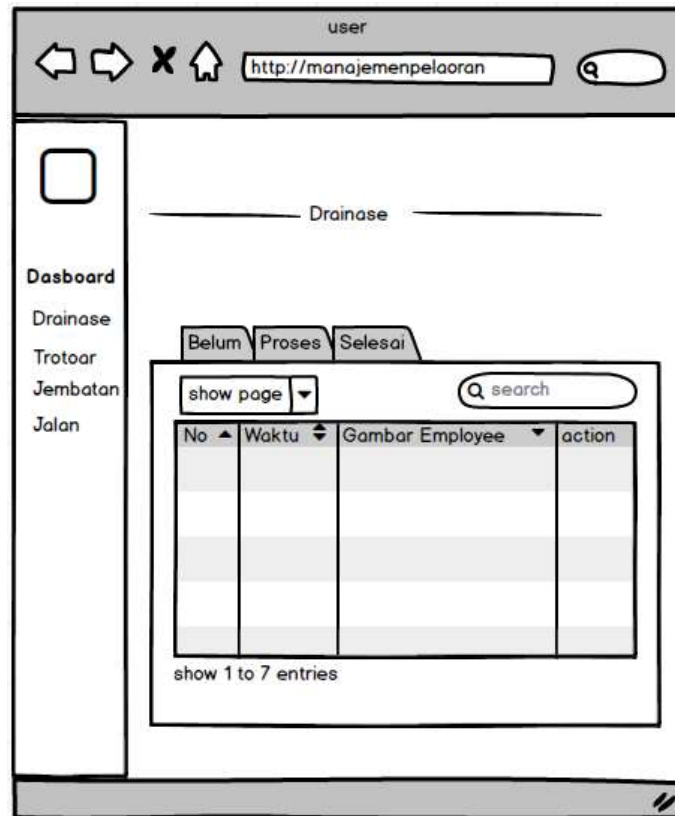 user
http://manajemenpelaoran
Drainase
Dasboard
Drainase
Trotoar
Jembatan
Jalan
Belum Proses Selesai
show page search
No Waktu Gambar Employee action
show 1 to 7 entries